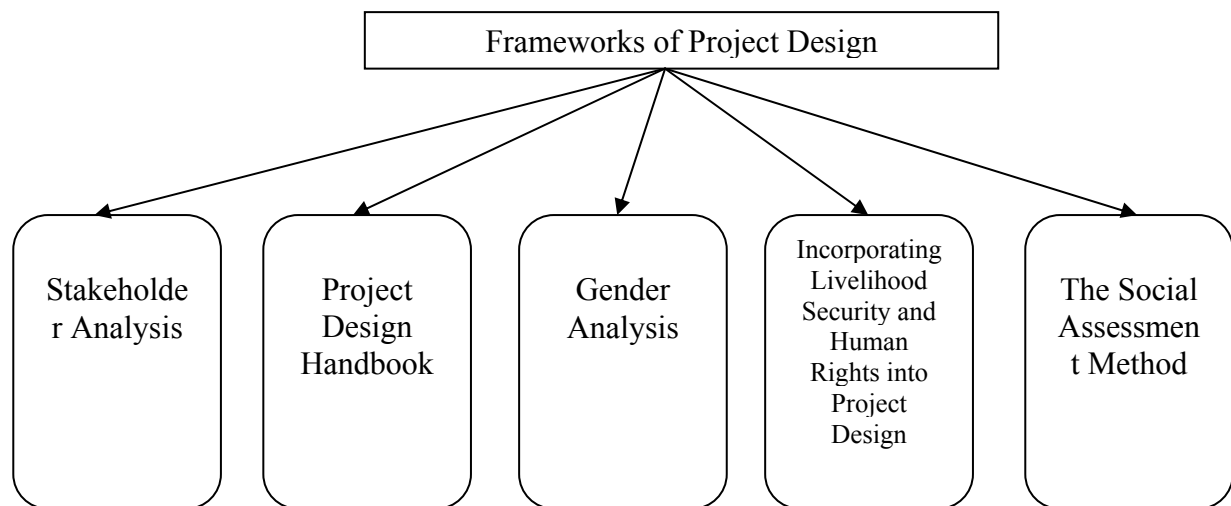 Frameworks of Project Design
Stakeholde
r Analysis
Project
Design
Handbook
Gender
Analysis
Incorporating
Livelihood
Security and
Human
Rights into
Project
Design
The Social
Assessmen
t Method